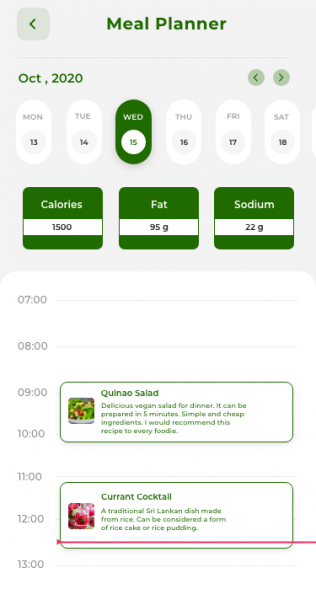 Meal Planner
Oct , 2020
MON TUE WED THU FRI SAT
13 14 15 16 17 18
Calories Fat Sodium
1500 95 g 22 g
07:00
08:00
09:00
Quinao Salad
Delicious vegan salad for dinner. It can be
prepared in 5 minutes. Simple and cheap
ingredients. I would recommend this
recipe to every foodie.
10:00
11:00
Currant Cocktail
A traditional Sri Lankan dish made
from rice. Can be considered a form
of rice cake or rice pudding.
12:00
13:00